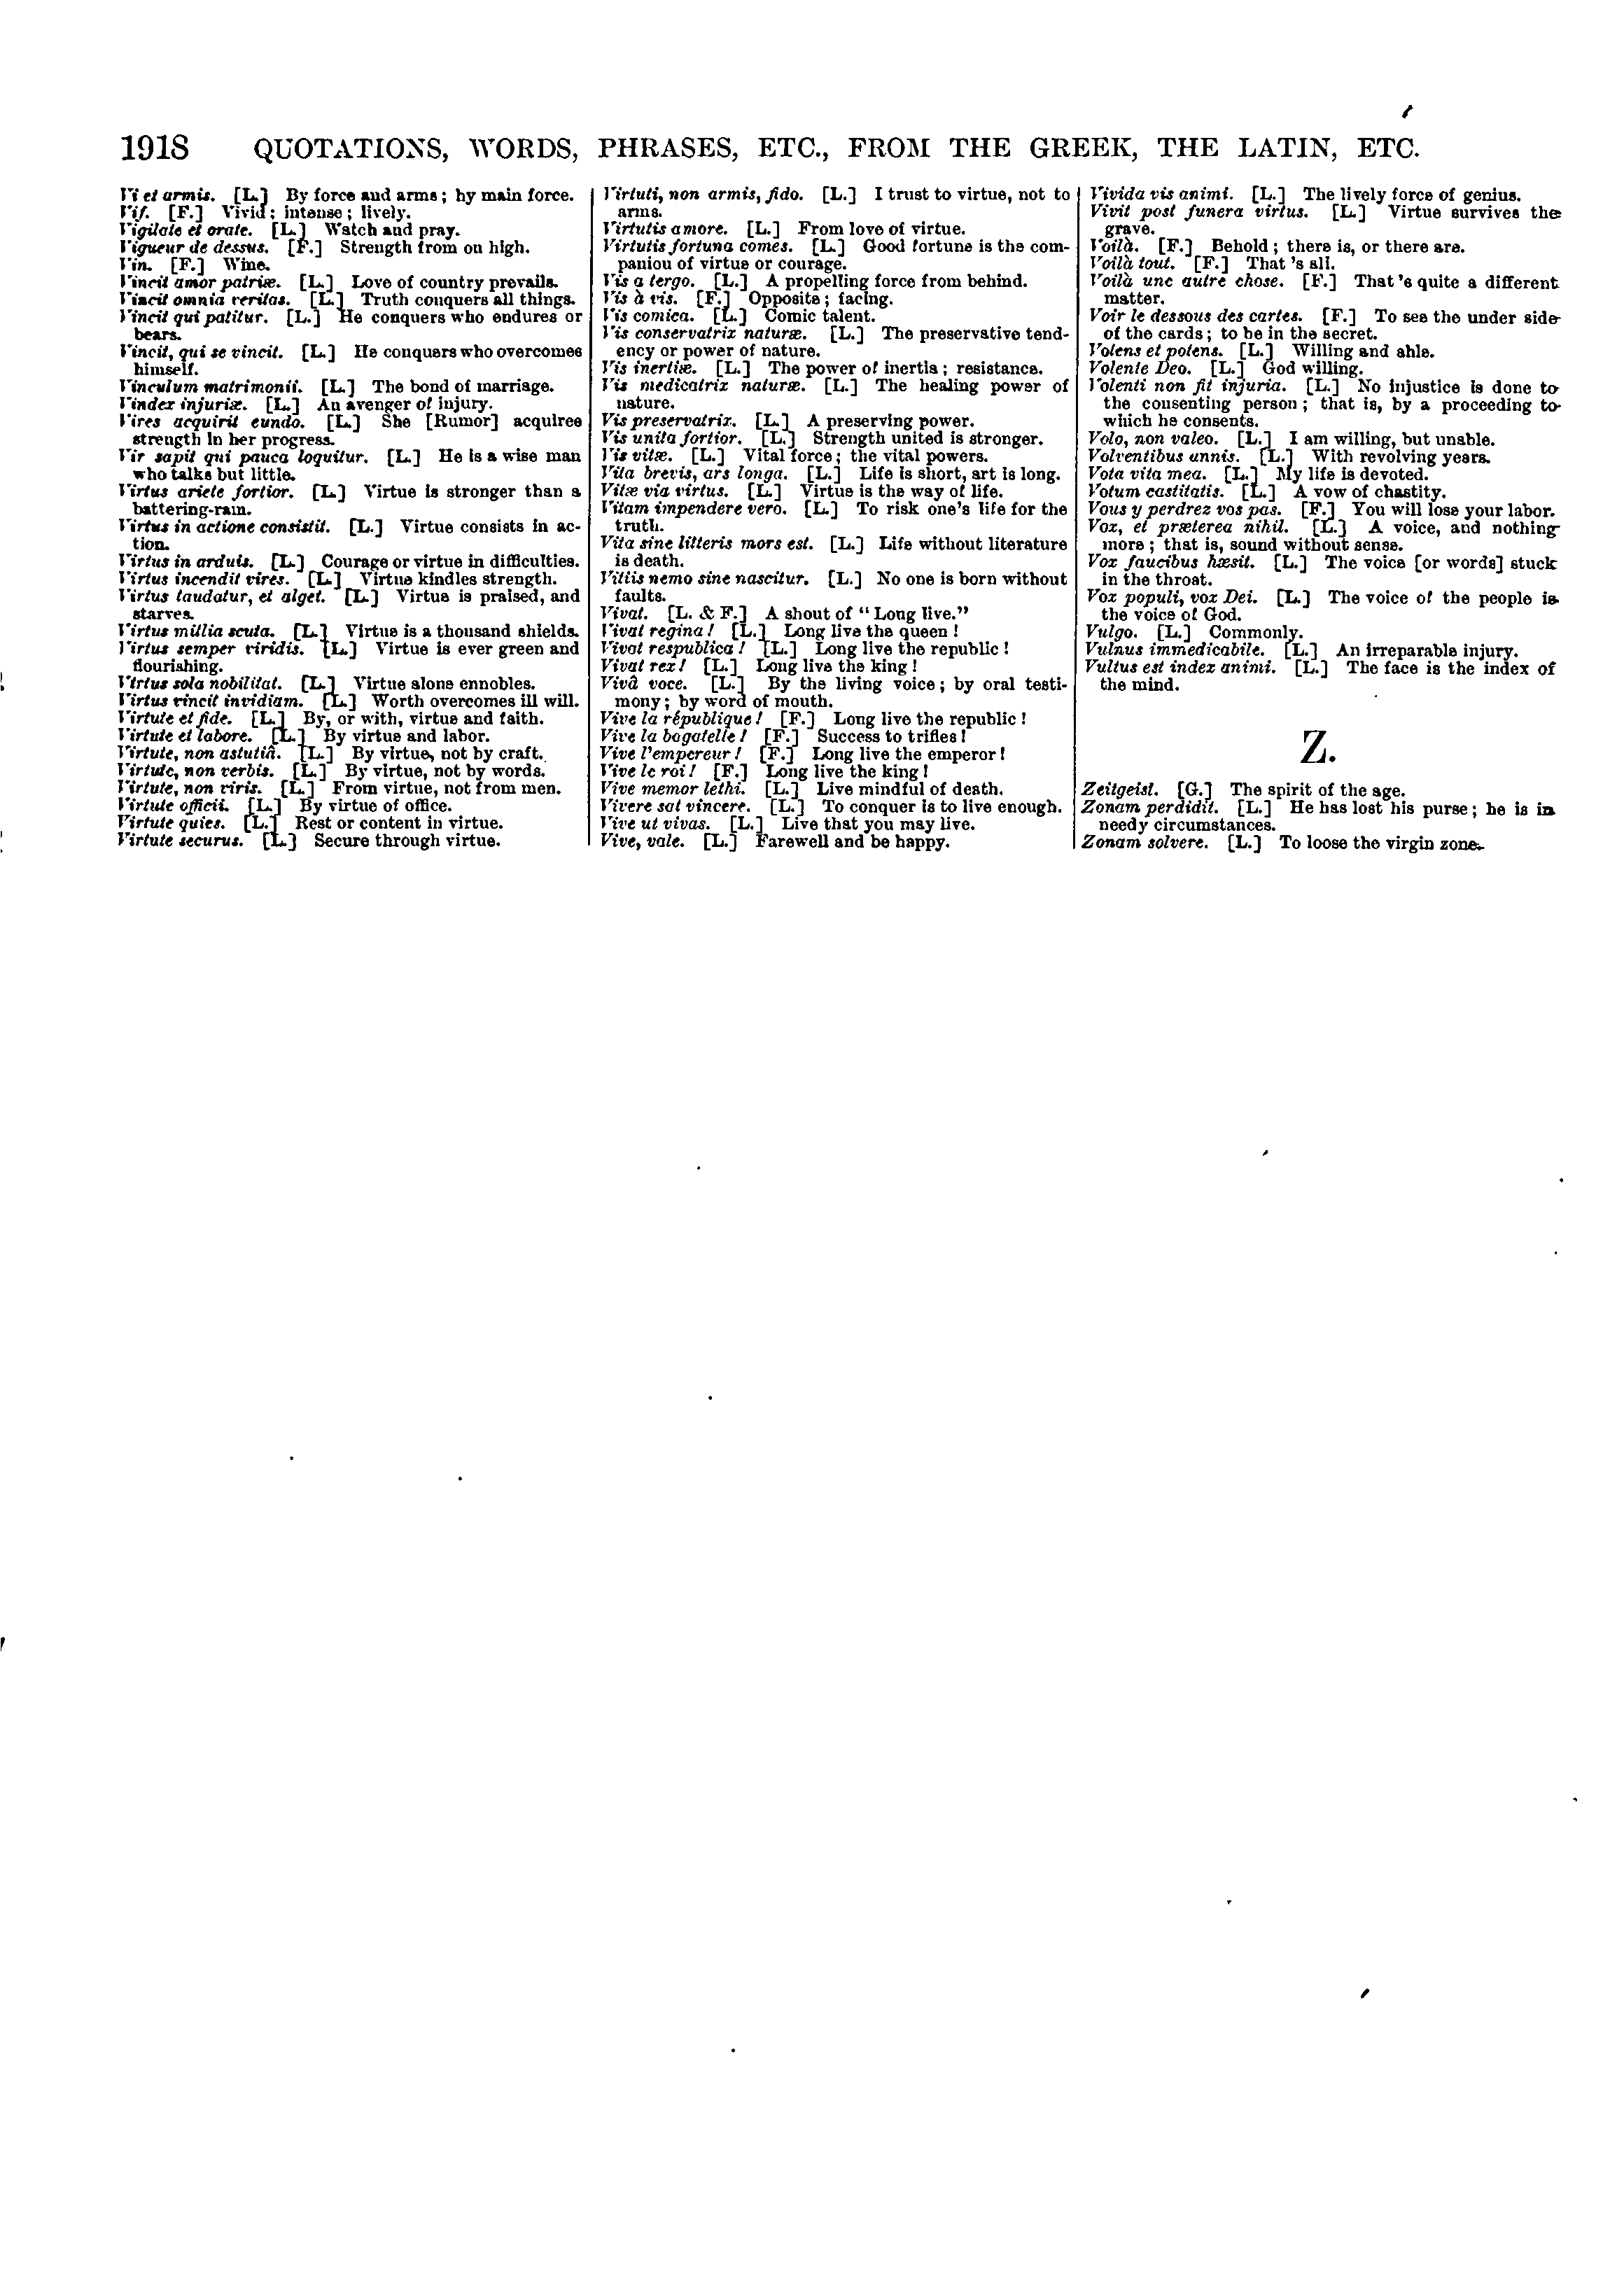 1918 QUOTATIONS, WORDS, PHRASES, ETC., FROM THE GREEK, THE LATIN, ETC.
Vi et armis. [L.] By force and arms; by main force.
Vif. [F.] Vivid; intense; lively.
Vigilate et orate. [L.] Watch and pray.
Vigueur de dessus. [F.] Strength from on high.
Vin. [F.] Wine.
Vincit amor patriæ. [L.] Love of country prevails.
Vincit omnia veritas. [L.] Truth conquers all things.
Vincit qui patitur. [L.] He conquers who endures or
bears.
Vincit, qui se vincit. [L.] He conquers who overcomes
himself.
Vinculum matrimonii. [L.] The bond of marriage.
Vindex injuriæ. [L.] An avenger of injury.
Vires acquirit eundo. [L.] She [Rumor] acquires
strength in her progress.
Vir sapit qui pauca loquitur. [L.] He is a wise man
who talks but little.
Virtus ariete fortior. [L.] Virtue is stronger than a
battering-ram.
Virtus in actione consistit. [L.] Virtue consists in ac-
tion.
Virtus in arduis. [L.] Courage or virtue in difficulties.
Virtus incendit vires. [L.] Virtue kindles strength.
Virtus laudatur, et alget. [L.] Virtue is praised, and
starves.
Virtus millia scuta. [L.] Virtue is a thousand shields.
Virtus semper viridis. [L.] Virtue is ever green and
flourishing.
Virtus sola nobilitat. [L.] Virtue alone ennobles.
Virtus vincit invidiam. [L.] Worth overcomes ill will.
Virtute et fide. [L.] By, or with, virtue and faith.
Virtute et labore. [L.] By virtue and labor.
Virtute, non astutiâ. [L.] By virtue, not by craft.
Virtute, non verbis. [L.] By virtue, not by words.
Virtute, non viris. [L.] From virtue, not from men.
Virtute officii. [L.] By virtue of office.
Virtute quies. [L.] Rest or content in virtue.
Virtute securus. [L.] Secure through virtue.
Virtuti, non armis, fido. [L.] I trust to virtue, not to
arms.
Virtutis amore. [L.] From love of virtue.
Virtutis fortuna comes. [L.] Good fortune is the com-
panion of virtue or courage.
Vis a tergo. [L.] A propelling force from behind.
Vis à vis. [F.] Opposite; facing.
Vis comica. [L.] Comic talent.
Vis conservatrix naturæ. [L.] The preservative tend-
ency or power of nature.
Vis inertiæ. [L.] The power of inertia; resistance.
Vis medicatrix naturæ. [L.] The healing power of
nature.
Vis preservatrix. [L.] A preserving power.
Vis unita fortior. [L.] Strength united is stronger.
Vis vitæ. [L.] Vital force; the vital powers.
Vita brevis, ars longa. [L.] Life is short, art is long.
Vitæ via virtus. [L.] Virtue is the way of life.
Vitam impendere vero. [L.] To risk one's life for the
truth.
Vita sine litteris mors est. [L.] Life without literature
is death.
Vitiis nemo sine nascitur. [L.] No one is born without
faults.
Vivat. [L. & F.] A shout of "Long live."
Vivat regina! [L.] Long live the queen!
Vivat respublica! [L.] Long live the republic!
Vivat rex! [L.] Long live the king!
Vivâ voce. [L.] By the living voice; by oral testi-
mony; by word of mouth.
Vive la république! [F.] Long live the republic!
Vive la bagatelle! [F.] Success to trifles!
Vive l'empereur! [F.] Long live the emperor!
Vive le roi! [F.] Long live the king!
Vive memor lethi. [L.] Live mindful of death.
Vivere sat vincere. [L.] To conquer is to live enough.
Vive ut vivas. [L.] Live that you may live.
Vive, vale. [L.] Farewell and be happy.
Vivida vis animi. [L.] The lively force of genius.
Vivit post funera virtus. [L.] Virtue survives the
grave.
Voilà. [F.] Behold; there is, or there are.
Voilà tout. [F.] That's all.
Voilà une autre chose. [F.] That's quite a different
matter.
Voir le dessous des cartes. [F.] To see the under side
of the cards; to be in the secret.
Volens et potens. [L.] Willing and able.
Volente Deo. [L.] God willing.
Volenti non fit injuria. [L.] No injustice is done to
the consenting person; that is, by a proceeding to
which he consents.
Volo, non valeo. [L.] I am willing, but unable.
Volventibus annis. [L.] With revolving years.
Vota vita mea. [L.] My life is devoted.
Votum castitatis. [L.] A vow of chastity.
Vous y perdrez vos pas. [F.] You will lose your labor.
Vox, et præterea nihil. [L.] A voice, and nothing
more; that is, sound without sense.
Vox faucibus hæsit. [L.] The voice [or words] stuck
in the throat.
Vox populi, vox Dei. [L.] The voice of the people is
the voice of God.
Vulgo. [L.] Commonly.
Vulnus immedicabile. [L.] An irreparable injury.
Vultus est index animi. [L.] The face is the index of
the mind.
Z.
Zeitgeist. [G.] The spirit of the age.
Zonam perdidit. [L.] He has lost his purse; he is in
needy circumstances.
Zonam solvere. [L.] To loose the virgin zone.